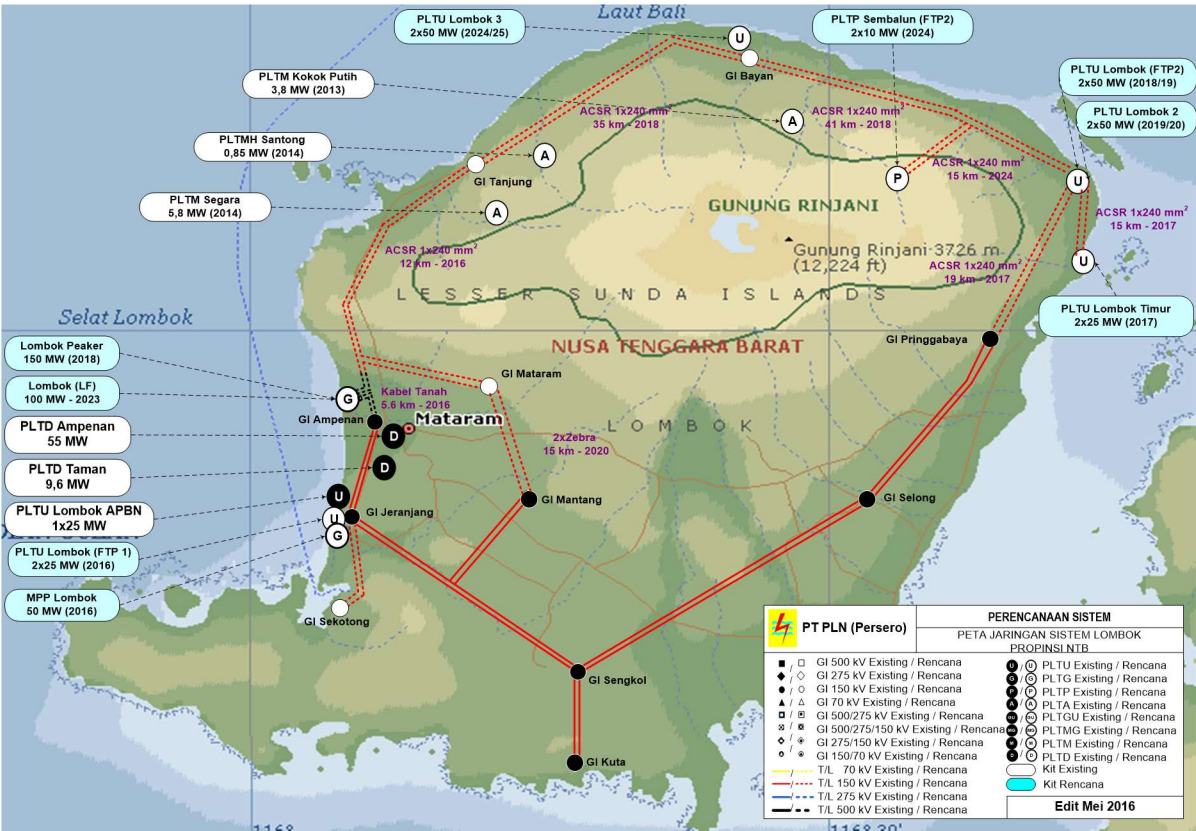 Laut Bali
PLTU Lombok 3
2x50 MW (2024/25)
PLTP Sembalun (FTP2)
2x10 MW (2024)
U
GI Bayan
PLTU Lombok (FTP2)
2x50 MW (2018/19)
PLTM Kokok Putih
3,8 MW (2013)
PLTU Lombok 2
2x50 MW (2019/20)
ACSR 1x240 mm²
35 km - 2018
A
ACSR 1x240 mm²
41 km - 2018
PLTMH Santong
0,85 MW (2014)
A
GI Tanjung
P
ACSR 1x240 mm²
15 km - 2024
U
PLTM Segara
5,8 MW (2014)
A
GUNUNG RINJANI
ACSR 1x240 mm²
15 km - 2017
ACSR 1x240 mm²
12 km - 2016
Gunung Rinjani 3726 m
(12,224 ft)
ACSR 1x240 mm²
19 km - 2017
U
LESSER SUNDA ISLANDS
PLTU Lombok Timur
2x25 MW (2017)
Selat Lombok
NUSA TENGGARA BARAT
GI Pringgabaya
Lombok Peaker
150 MW (2018)
GI Mataram
Lombok (LF)
100 MW - 2023
G
Kabel Tanah
5.6 km - 2016
GI Ampenan
Mataram
LOMBOK
PLTD Ampenan
55 MW
D
2xZebra
15 km - 2020
PLTD Taman
9,6 MW
D
U
GI Mantang
GI Selong
PLTU Lombok APBN
1x25 MW
GI Jeranjang
U
G
PLTU Lombok (FTP 1)
2x25 MW (2016)
MPP Lombok
50 MW (2016)
GI Sekotong
GI Sengkol
GI Kuta
116°
116° 30'
PT PLN (Persero)
PERENCANAAN SISTEM
PETA JARINGAN SISTEM LOMBOK
PROPINSI NTB
GI 500 kV Existing / Rencana
GI 275 kV Existing / Rencana
GI 150 kV Existing / Rencana
GI 70 kV Existing / Rencana
GI 500/275 kV Existing / Rencana
GI 500/275/150 kV Existing / Rencana
GI 275/150 kV Existing / Rencana
GI 150/70 kV Existing / Rencana
T/L 70 kV Existing / Rencana
T/L 150 kV Existing / Rencana
T/L 275 kV Existing / Rencana
T/L 500 kV Existing / Rencana
U / U PLTU Existing / Rencana
G / G PLTG Existing / Rencana
P / P PLTP Existing / Rencana
A / A PLTA Existing / Rencana
GU / GU PLTGU Existing / Rencana
MG / MG PLTMG Existing / Rencana
M / M PLTM Existing / Rencana
D / D PLTD Existing / Rencana
Kit Existing
Kit Rencana
Edit Mei 2016